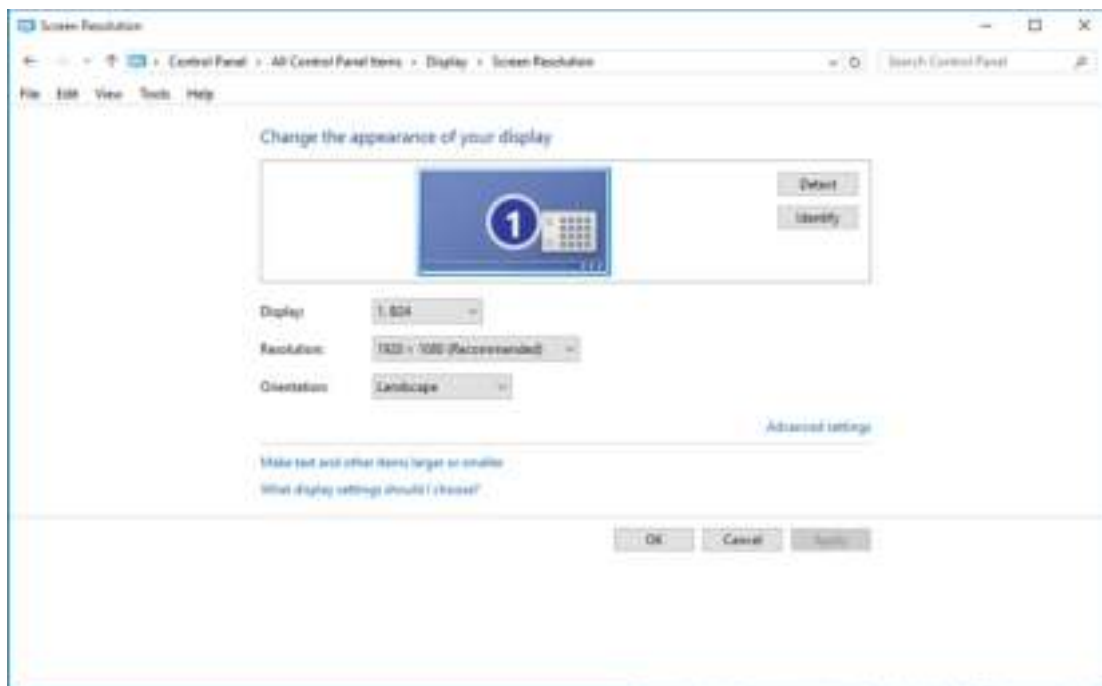 Screen Resolution
Control Panel › All Control Panel Items › Display › Screen Resolution
Search Control Panel
File Edit View Tools Help
Change the appearance of your display
1
Detect
Identify
Display:
Resolution: 1920 × 1080 (Recommended)
Orientation: Landscape
Advanced settings
Make text and other items larger or smaller
What display settings should I choose?
OK Cancel Apply